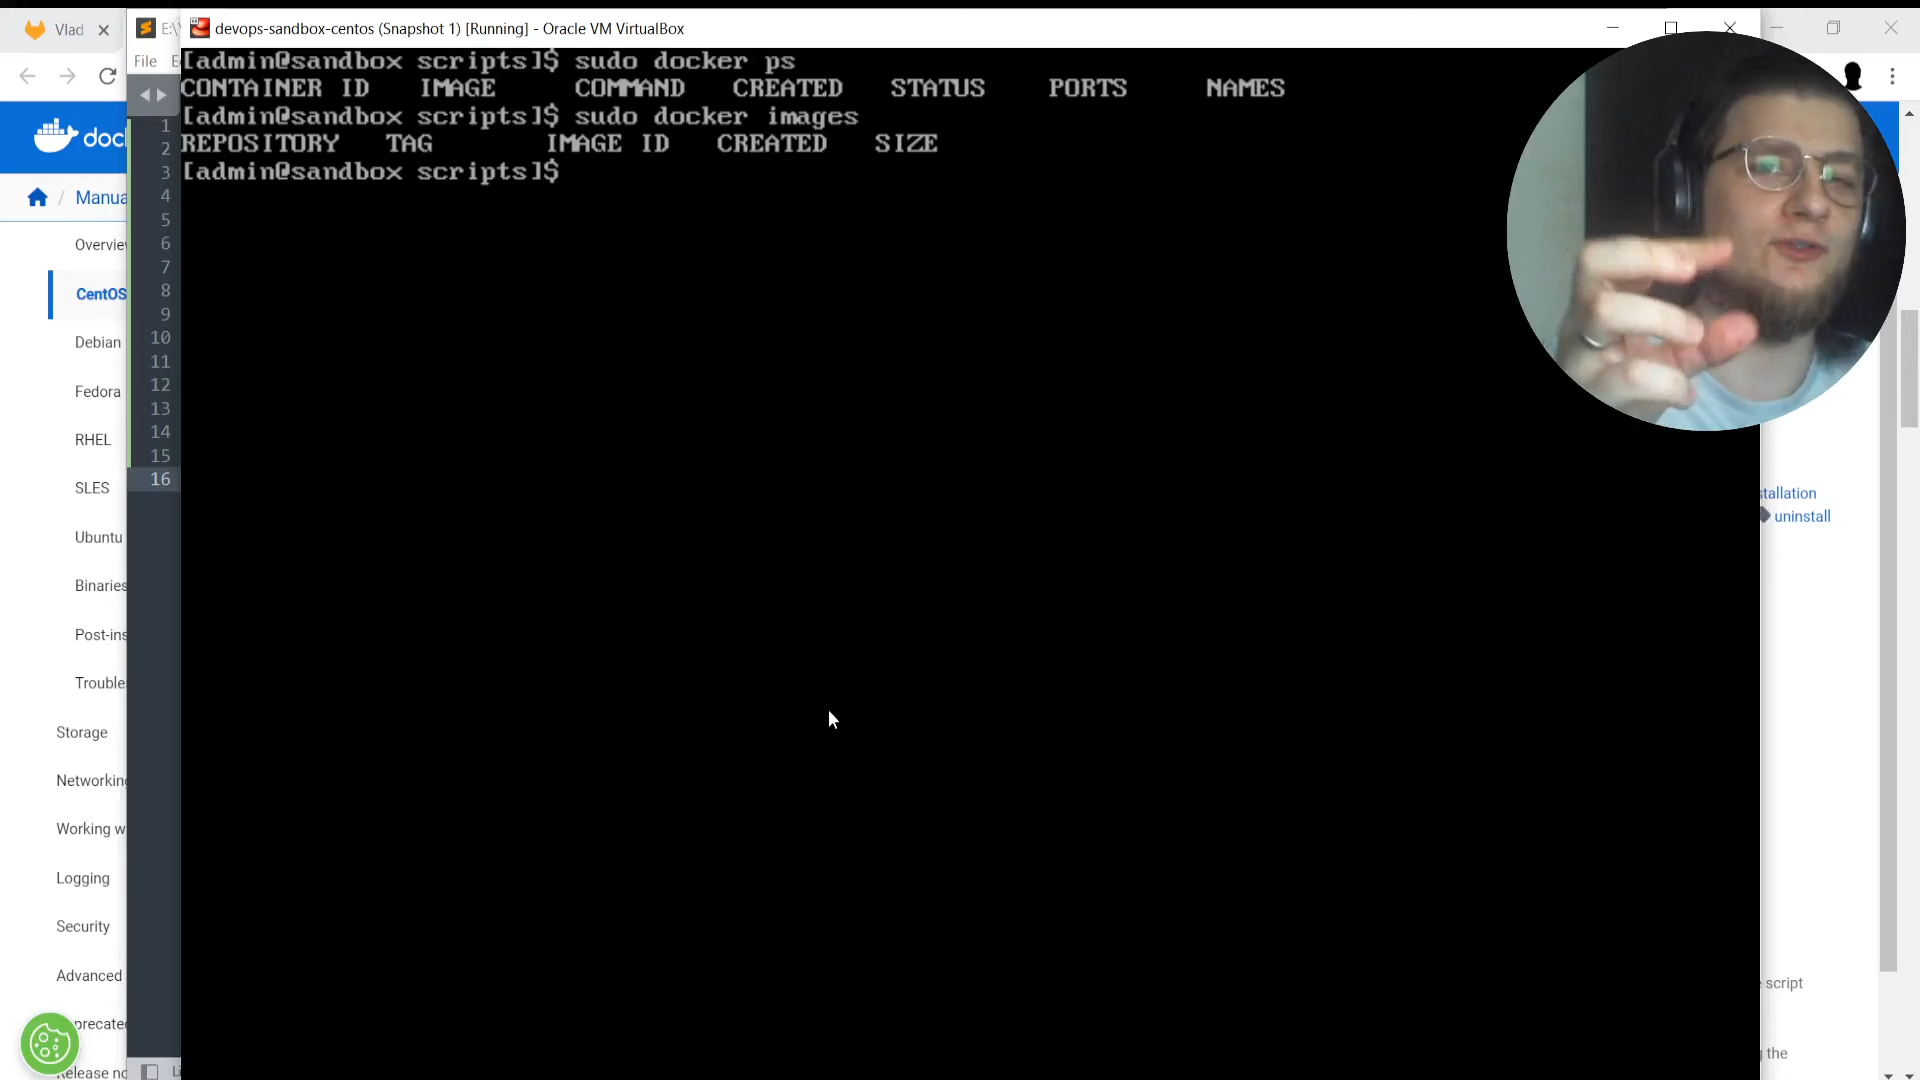 Vlad
E:\
devops-sandbox-centos (Snapshot 1) [Running] - Oracle VM VirtualBox
File
[admin@sandbox scripts]$ sudo docker ps
CONTAINER ID IMAGE COMMAND CREATED STATUS PORTS NAMES
[admin@sandbox scripts]$ sudo docker images
REPOSITORY TAG IMAGE ID CREATED SIZE
[admin@sandbox scripts]$
1
2
3
4
5
6
7
8
9
10
11
12
13
14
15
16
doc
/ Manua
Overvie
CentOS
Debian
Fedora
RHEL
SLES
Ubuntu
Binaries
Post-ins
Trouble
Storage
Networking
Working w
Logging
Security
Advanced
precate
elease no
stallation
uninstall
script
the